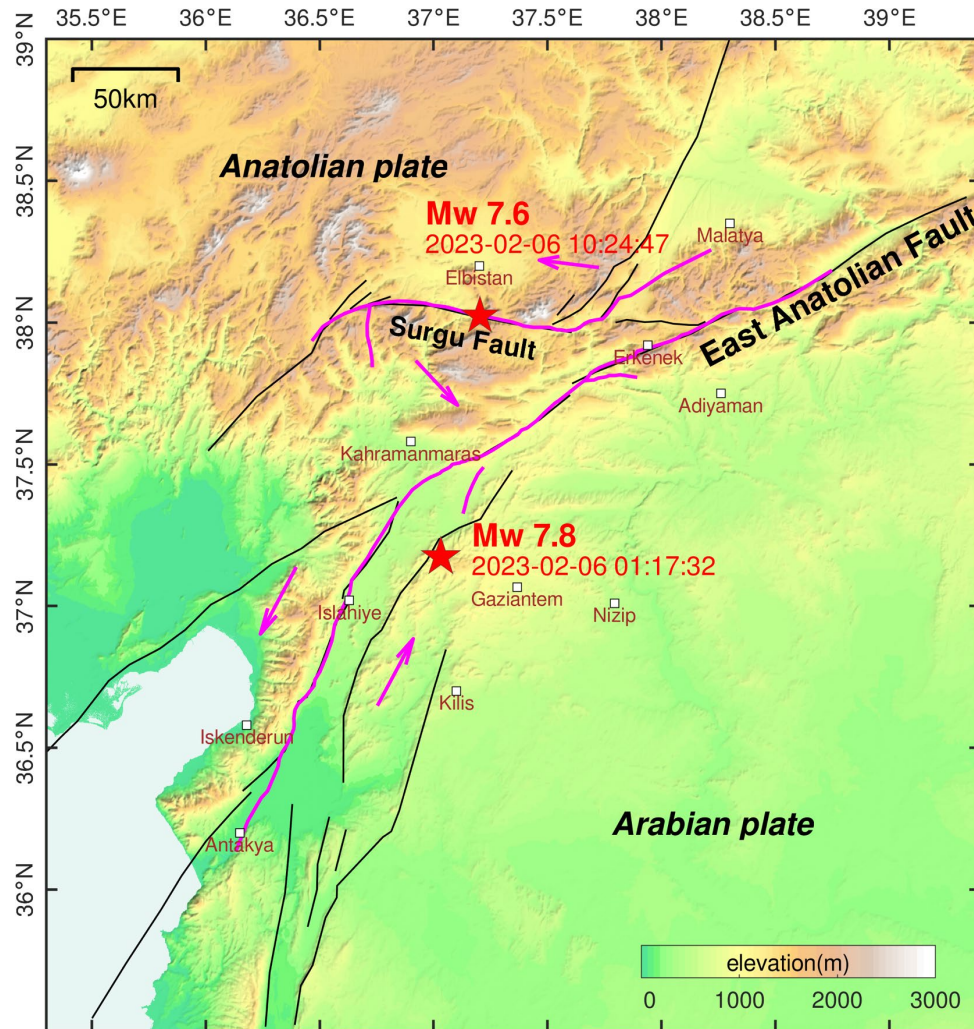 35.5°E 36°E 36.5°E 37°E 37.5°E 38°E 38.5°E 39°E
39°N
50km
Anatolian plate
38.5°N
Mw 7.6
2023-02-06 10:24:47
Malatya
Elbistan
East Anatolian Fault
38°N
Surgu Fault
Erkenek
Adiyaman
Kahramanmaras
37.5°N
Mw 7.8
2023-02-06 01:17:32
Gaziantem
37°N
Islahiye
Nizip
Kilis
Iskenderun
36.5°N
Arabian plate
Antakya
36°N
elevation(m)
0 1000 2000 3000